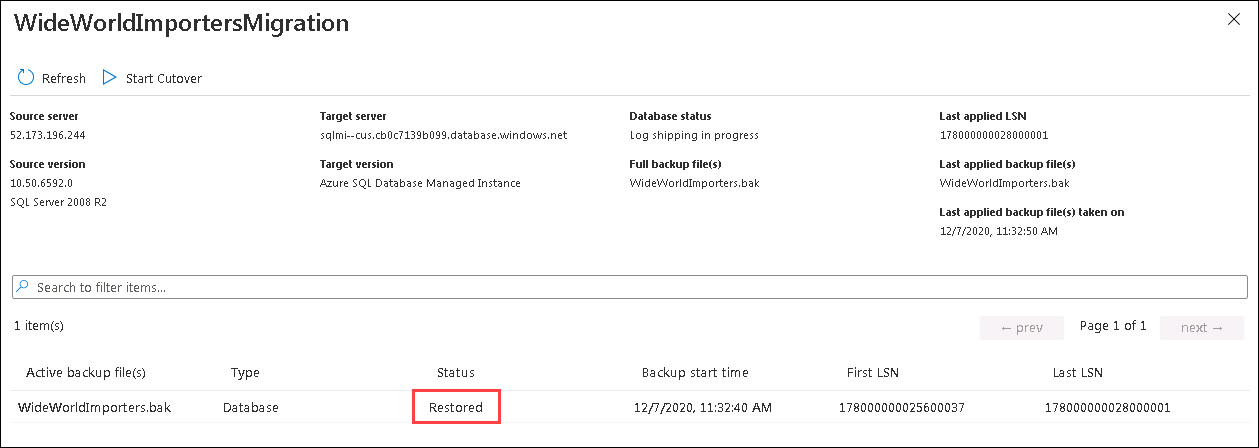 WideWorldImportersMigration
Refresh Start Cutover
Source server Target server Database status Last applied LSN
52.173.196.244 sqlmi--cus.cb0c7139b099.database.windows.net Log shipping in progress 178000000028000001
Source version Target version Full backup file(s) Last applied backup file(s)
10.50.6592.0 Azure SQL Database Managed Instance WideWorldImporters.bak WideWorldImporters.bak
SQL Server 2008 R2
Last applied backup file(s) taken on
12/7/2020, 11:32:50 AM
Search to filter items...
1 item(s) ← prev Page 1 of 1 next →
Active backup file(s) Type Status Backup start time First LSN Last LSN
WideWorldImporters.bak Database Restored 12/7/2020, 11:32:40 AM 178000000025600037 178000000028000001